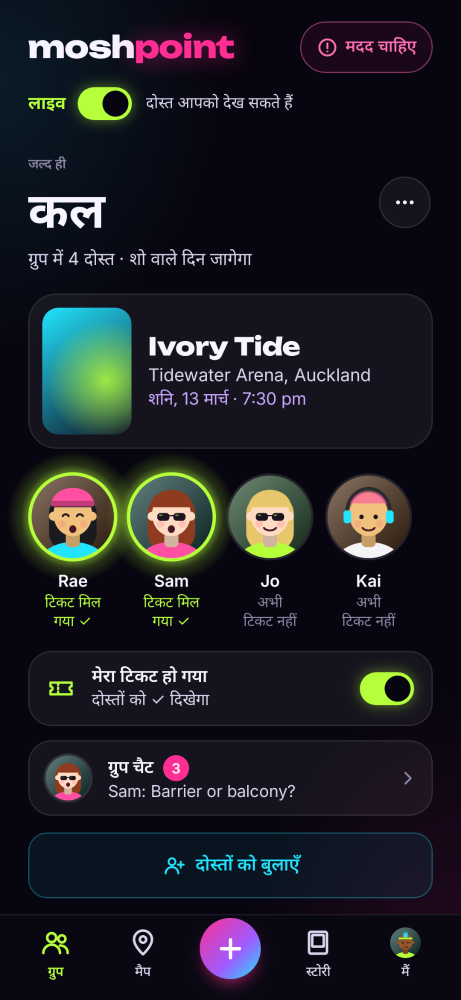 moshpoint
मदद चाहिए
लाइव
दोस्त आपको देख सकते हैं
जल्द ही
कल
ग्रुप में 4 दोस्त · शो वाले दिन जागेगा
Ivory Tide
Tidewater Arena, Auckland
शनि, 13 मार्च · 7:30 pm
Rae
टिकट मिल
गया ✓
Sam
टिकट मिल
गया ✓
Jo
अभी
टिकट नहीं
Kai
अभी
टिकट नहीं
मेरा टिकट हो गया
दोस्तों को ✓ दिखेगा
ग्रुप चैट 3
Sam: Barrier or balcony?
दोस्तों को बुलाएँ
ग्रुप
मैप
स्टोरी
मैं